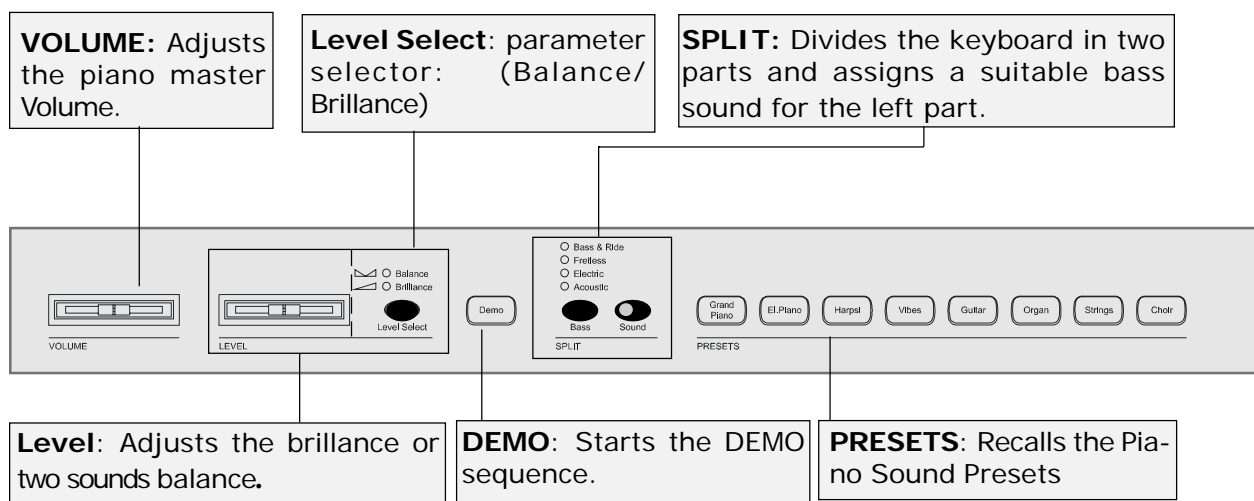 VOLUME: Adjusts
the piano master
Volume.
Level Select: parameter
selector: (Balance/
Brillance)
SPLIT: Divides the keyboard in two
parts and assigns a suitable bass
sound for the left part.
Bass & Ride
Fretless
Electric
Acoustic
Balance
Brilliance
Level Select
Demo
Bass Sound
Grand
Piano
El.Piano
Harpsi
Vibes
Guitar
Organ
Strings
Choir
VOLUME
LEVEL
SPLIT
PRESETS
Level: Adjusts the brillance or
two sounds balance.
DEMO: Starts the DEMO
sequence.
PRESETS: Recalls the Pia-
no Sound Presets